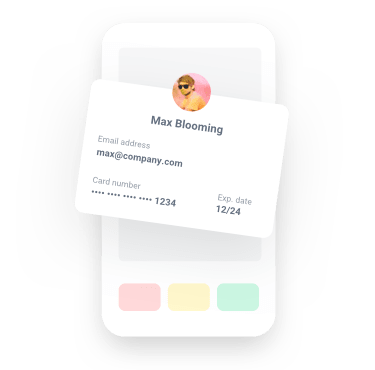 Max Blooming
Email address
max@company.com
Card number
•••• •••• •••• •••• 1234
Exp. date
12/24